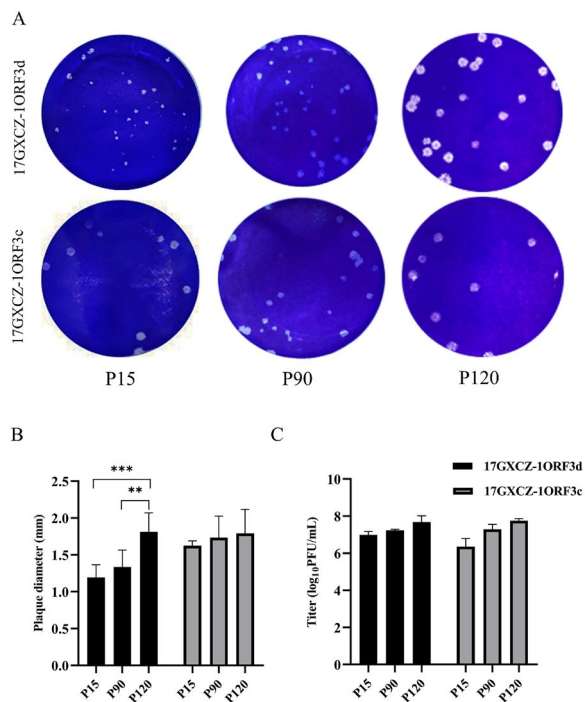 A
17GXCZ-1ORF3d
17GXCZ-1ORF3c
P15 P90 P120
B
***
**
Plaque diameter (mm)
2.5
2.0
1.5
1.0
0.5
0.0
P15 P90 P120 P15 P90 P120
C
17GXCZ-1ORF3d
17GXCZ-1ORF3c
Titer (log10PFU/mL)
10
8
6
4
2
0
P15 P90 P120 P15 P90 P120